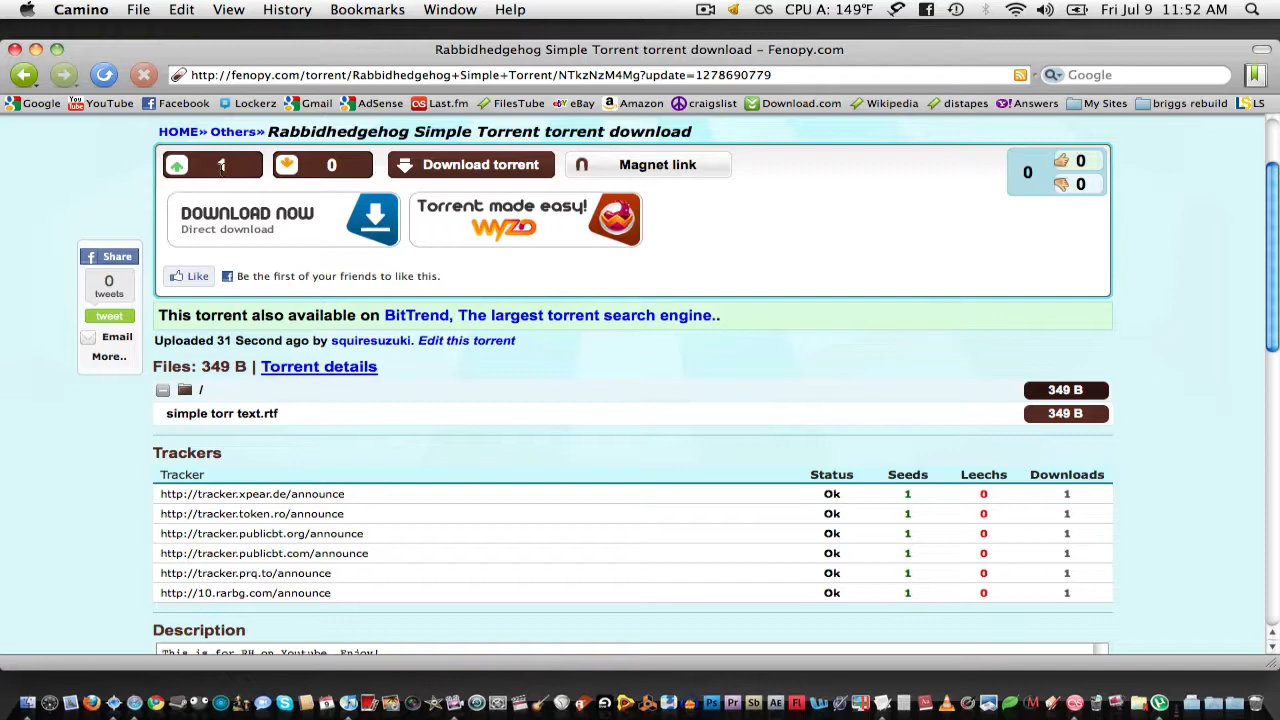 Camino File Edit View History Bookmarks Window Help CPU A: 149°F Fri Jul 9 11:52 AM
Rabbidhedgehog Simple Torrent torrent download – Fenopy.com
http://fenopy.com/torrent/Rabbidhedgehog+Simple+Torrent/NTkzNzM4Mg?update=1278690779 Google
Google YouTube Facebook Lockerz Gmail AdSense Last.fm FilesTube eBay Amazon craigslist Download.com Wikipedia distapes Answers My Sites briggs rebuild LS
HOME» Others» Rabbidhedgehog Simple Torrent torrent download
1 0 Download torrent Magnet link 0 0 0
DOWNLOAD NOW
Direct download
Torrent made easy!
WYZO
Share
0
tweets
tweet
Email
More..
Like Be the first of your friends to like this.
This torrent also available on BitTrend, The largest torrent search engine..
Uploaded 31 Second ago by squiresuzuki. Edit this torrent
Files: 349 B | Torrent details
/ 349 B
simple torr text.rtf 349 B
Trackers
Tracker Status Seeds Leechs Downloads
http://tracker.xpear.de/announce Ok 1 0 1
http://tracker.token.ro/announce Ok 1 0 1
http://tracker.publicbt.org/announce Ok 1 0 1
http://tracker.publicbt.com/announce Ok 1 0 1
http://tracker.prq.to/announce Ok 1 0 1
http://10.rarbg.com/announce Ok 1 0 1
Description
This is for RH on Youtube. Enjoy!